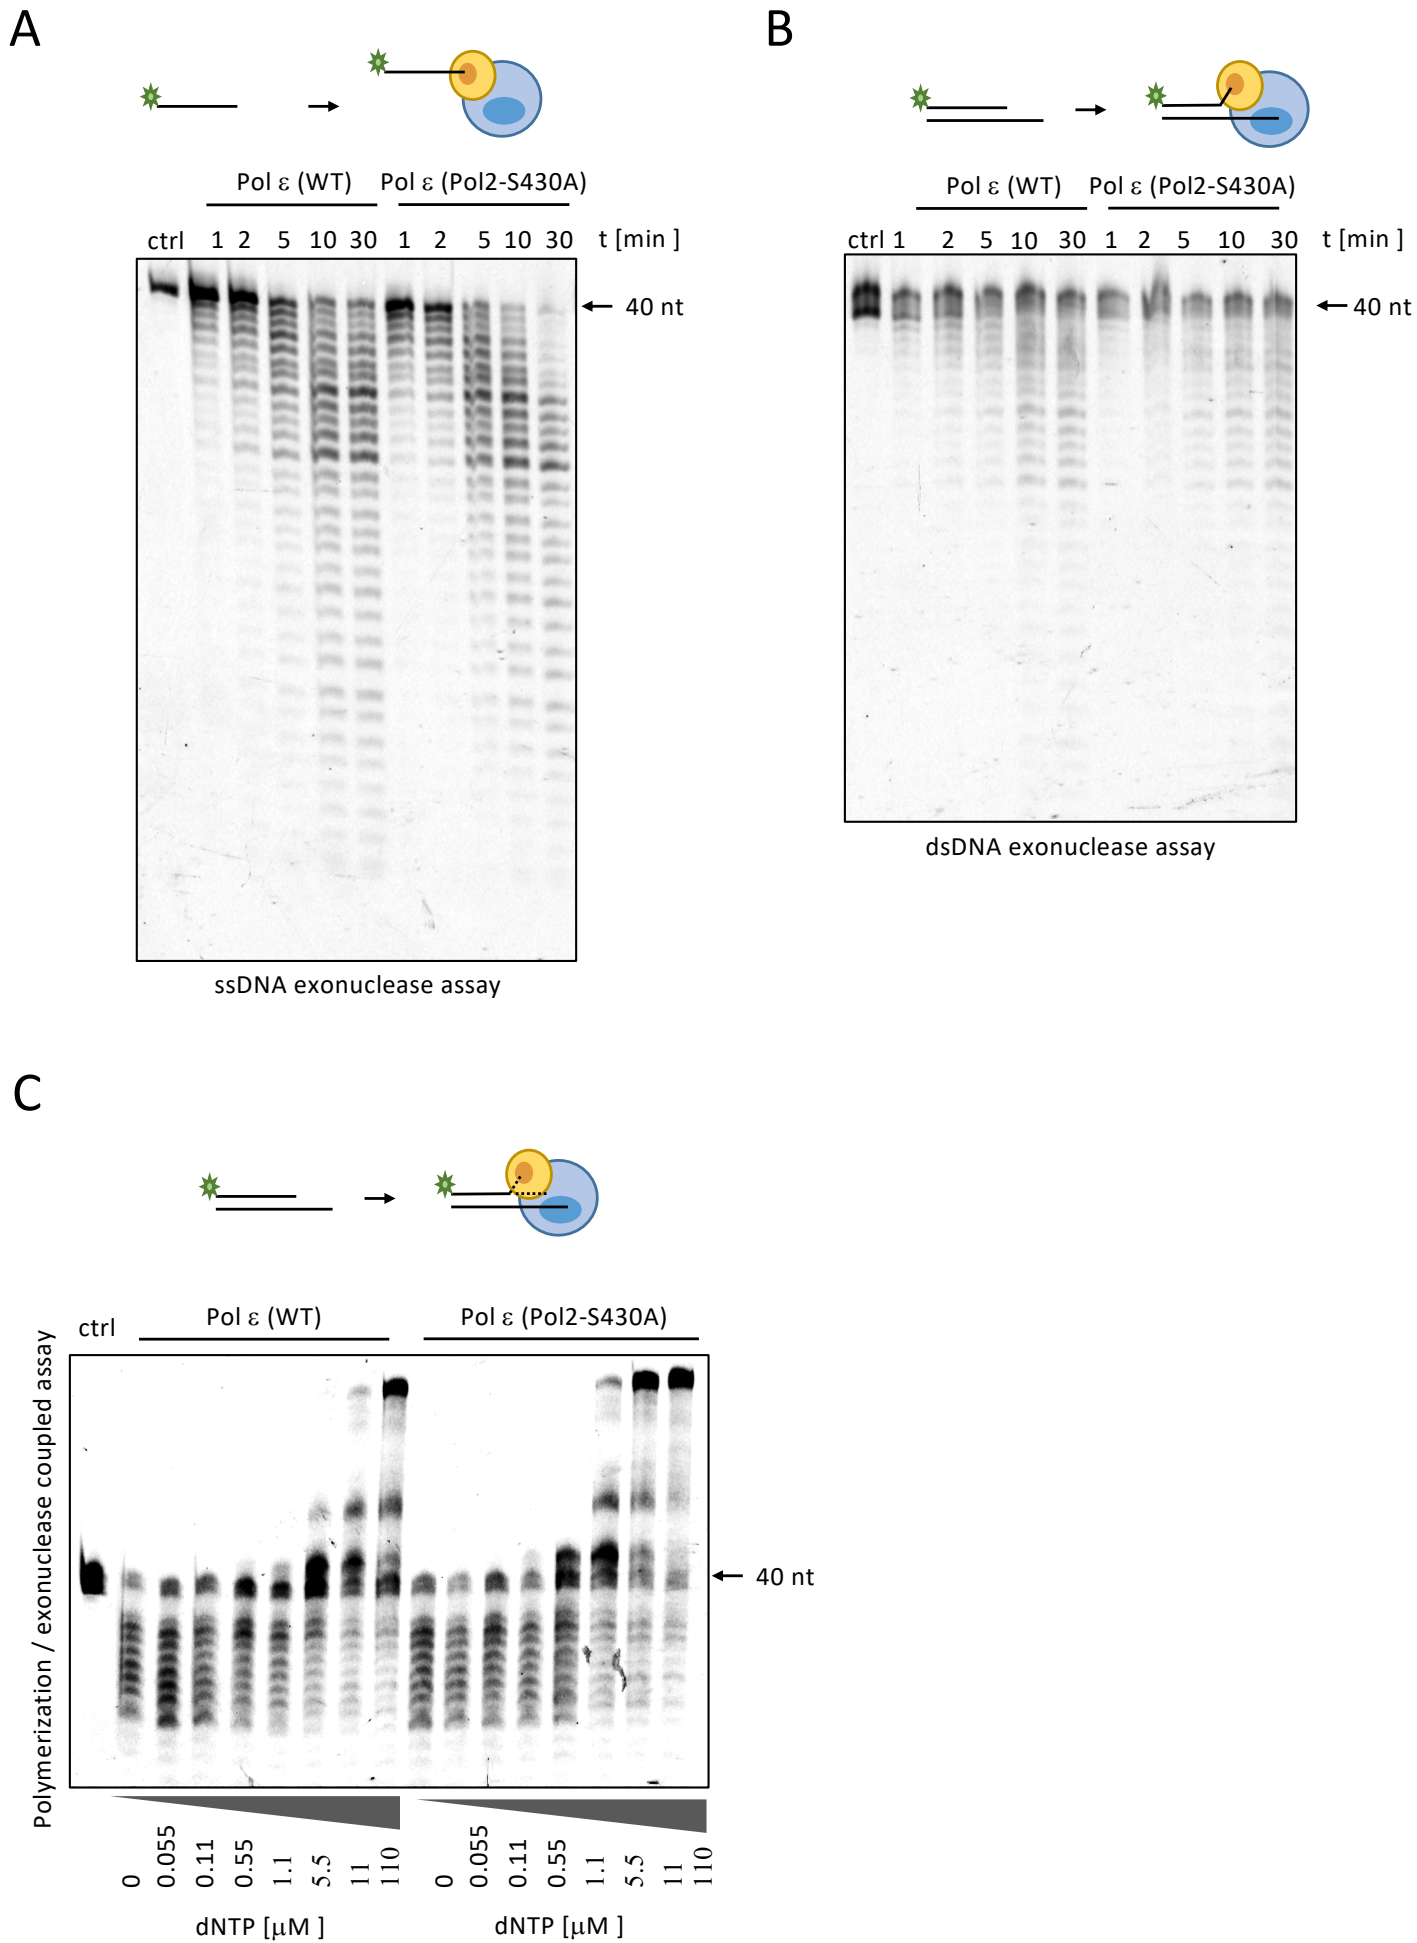 A
B
Pol ε (WT) Pol ε (Pol2-S430A)
ctrl 1 2 5 10 30 1 2 5 10 30 t [min ]
40 nt
ssDNA exonuclease assay
Pol ε (WT) Pol ε (Pol2-S430A)
ctrl 1 2 5 10 30 1 2 5 10 30 t [min ]
40 nt
dsDNA exonuclease assay
C
Polymerization / exonuclease coupled assay
ctrl Pol ε (WT) Pol ε (Pol2-S430A)
40 nt
0 0.055 0.11 0.55 1.1 5.5 11 110 0 0.055 0.11 0.55 1.1 5.5 11 110
dNTP [μM ] dNTP [μM ]